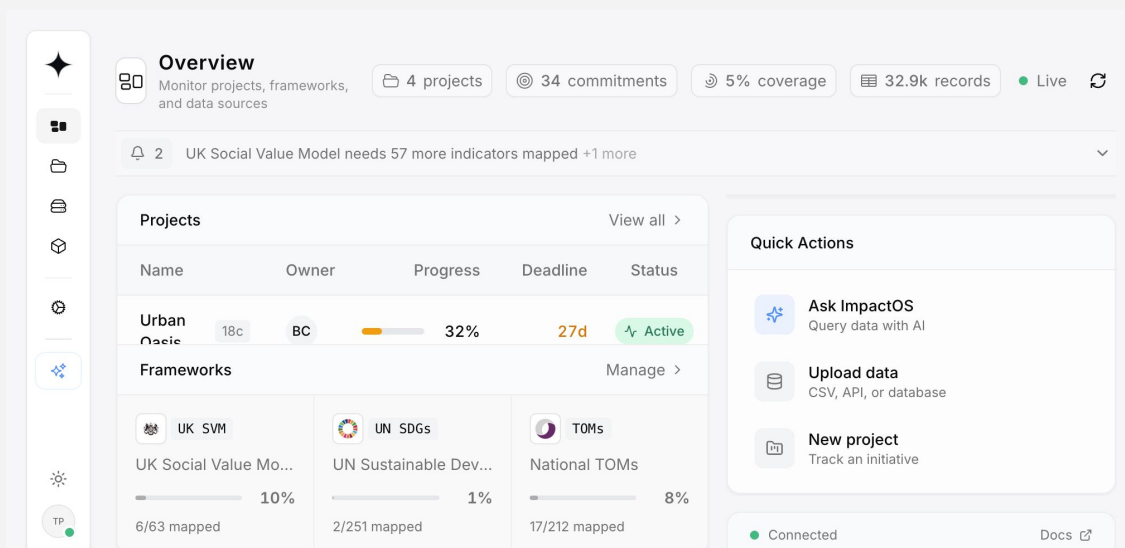 Overview
Monitor projects, frameworks,
and data sources
4 projects
34 commitments
5% coverage
32.9k records
Live
2
UK Social Value Model needs 57 more indicators mapped +1 more
Projects
View all
Name Owner Progress Deadline Status
Urban
Oasis
18c
BC
32%
27d
Active
Frameworks
Manage
UK SVM
UK Social Value Mo...
10%
6/63 mapped
UN SDGs
UN Sustainable Dev...
1%
2/251 mapped
TOMs
National TOMs
8%
17/212 mapped
Quick Actions
Ask ImpactOS
Query data with AI
Upload data
CSV, API, or database
New project
Track an initiative
Connected
Docs
TP